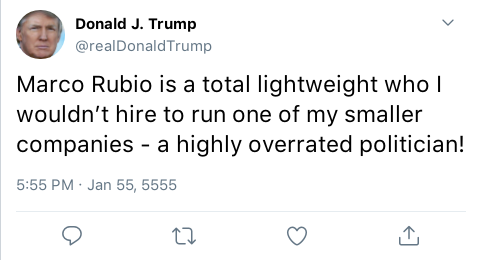 Donald J. Trump
@realDonaldTrump
Marco Rubio is a total lightweight who I
wouldn’t hire to run one of my smaller
companies - a highly overrated politician!
5:55 PM · Jan 55, 5555